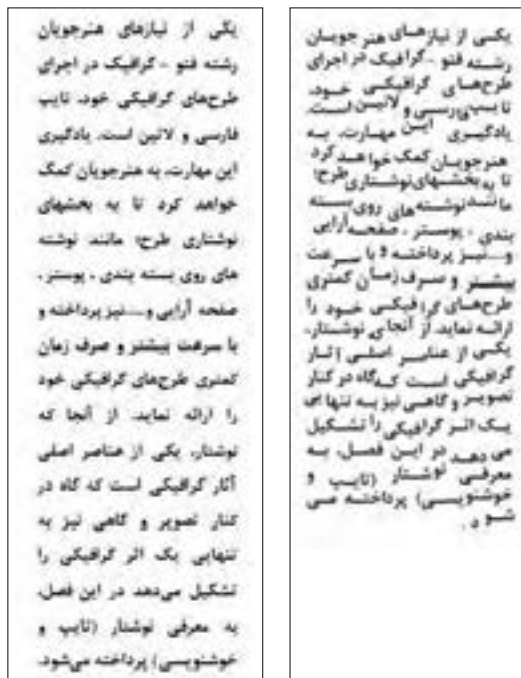 یکی از نیازهای هنرجویان
رشته فتو - گرافیک در اجرای
طرح‌های گرافیکی خود، تایپ
فارسی و لاتین است. یادگیری
این مهارت، به هنرجویان کمک
خواهد کرد تا به بخشهای
نوشتاری طرح؛ مانند نوشته
های روی بسته بندی ، پوستر ،
صفحه آرایی و... نیز پرداخته و
با سرعت بیشتر و صرف زمان
کمتری طرح‌های گرافیکی خود
را ارائه نماید. از آنجا که
نوشتار، یکی از عناصر اصلی
آثار گرافیکی است که گاه در
کنار تصویر و گاهی نیز به
تنهایی یک اثر گرافیکی را
تشکیل می‌دهد در این فصل،
به معرفی نوشتار (تایپ و
خوشنویسی) پرداخته می‌شود.
یکی از نیازهای هنر جویان
رشته فتو - گرافیک در اجرای
طرح‌های گرافیکی خود،
تایپ فارسی و لاتین است.
یادگیری این مهارت، به
هنرجویان کمک خواهد کرد
تا به بخشهای نوشتاری طرح؛
مانند نوشته های روی بسته
بندی ، پوستر ، صفحه آرایی
و... نیز پرداخته و با سرعت
بیشتر و صرف زمان کمتری
طرح‌های گرافیکی خود را
ارائه نماید. از آنجا ی نوشتار،
یکی از عناصر اصلی آثار
گرافیکی است که گاه در کنار
تصویر و گاهی نیز به تنهایی
یک اثر گرافیکی را تشکیل
می دهد در این فصل، به
معرفی نوشتار (تایپ و
خوشنویسی) پرداخته می
شو د .